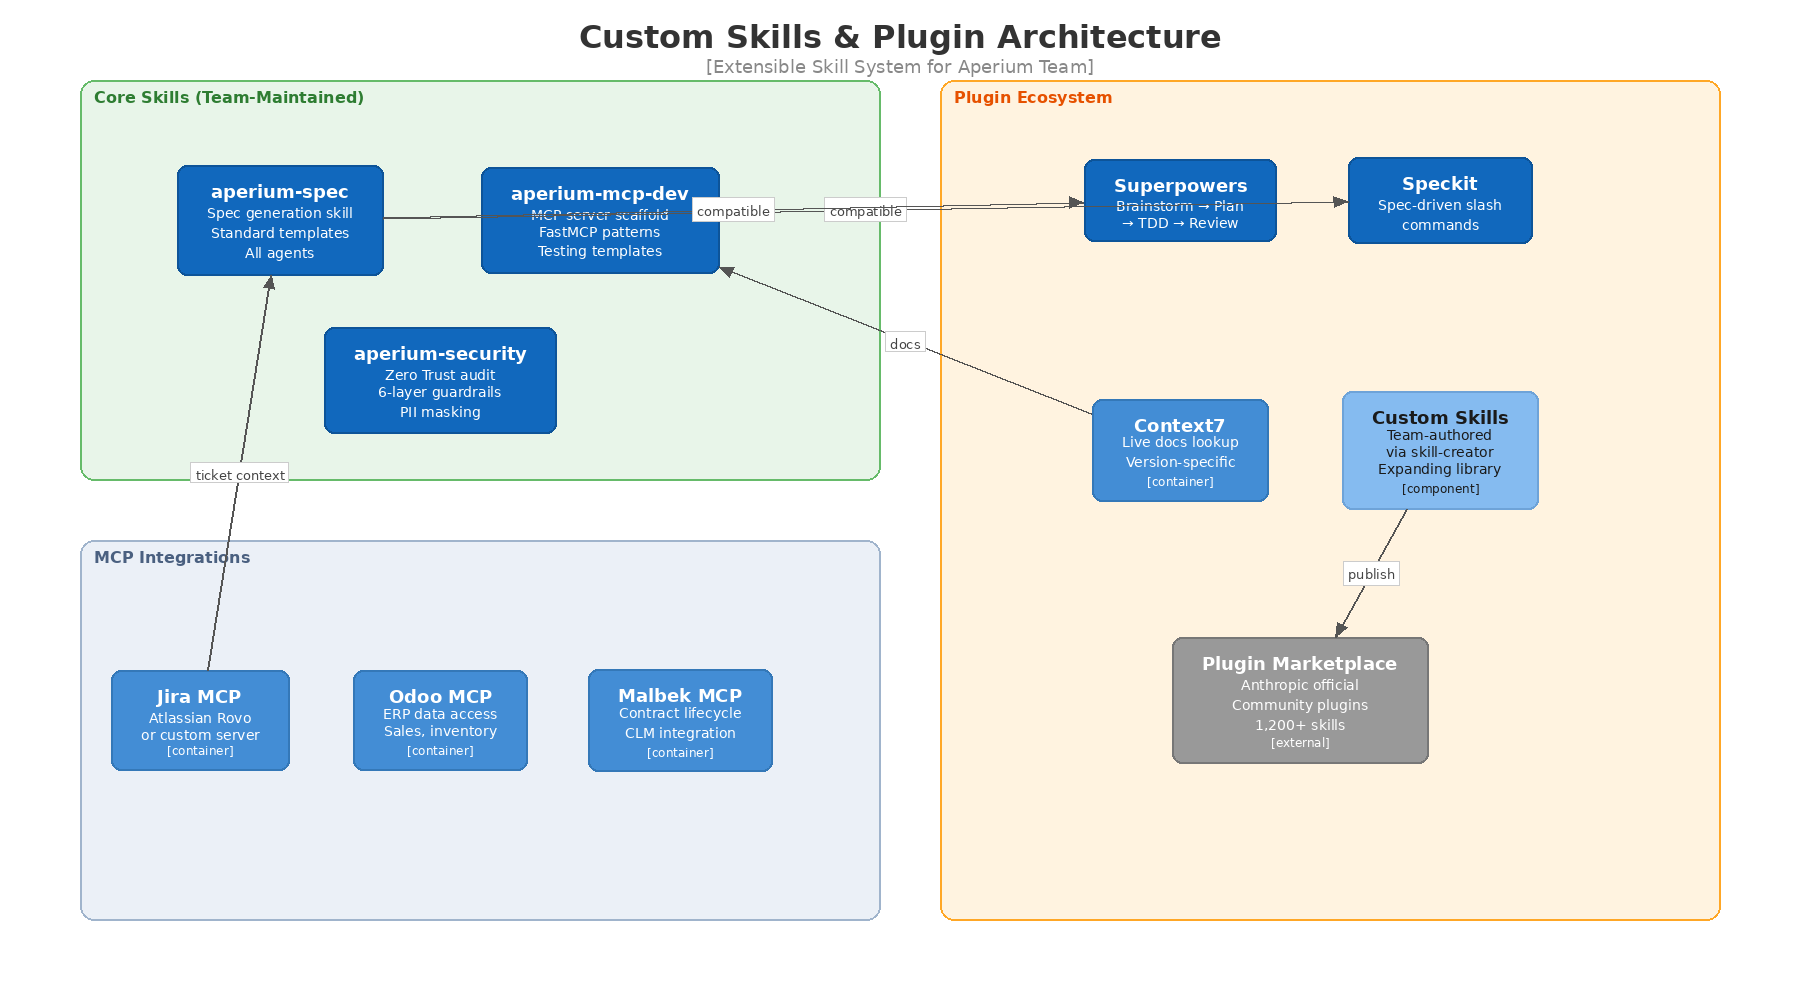 Custom Skills & Plugin Architecture
[Extensible Skill System for Aperium Team]
Core Skills (Team-Maintained)
aperium-spec
Spec generation skill
Standard templates
All agents
aperium-mcp-dev
MCP server scaffold
FastMCP patterns
Testing templates
compatible
compatible
aperium-security
Zero Trust audit
6-layer guardrails
PII masking
ticket context
docs
Plugin Ecosystem
Superpowers
Brainstorm → Plan
→ TDD → Review
Speckit
Spec-driven slash
commands
Context7
Live docs lookup
Version-specific
[container]
Custom Skills
Team-authored
via skill-creator
Expanding library
[component]
publish
Plugin Marketplace
Anthropic official
Community plugins
1,200+ skills
[external]
MCP Integrations
Jira MCP
Atlassian Rovo
or custom server
[container]
Odoo MCP
ERP data access
Sales, inventory
[container]
Malbek MCP
Contract lifecycle
CLM integration
[container]